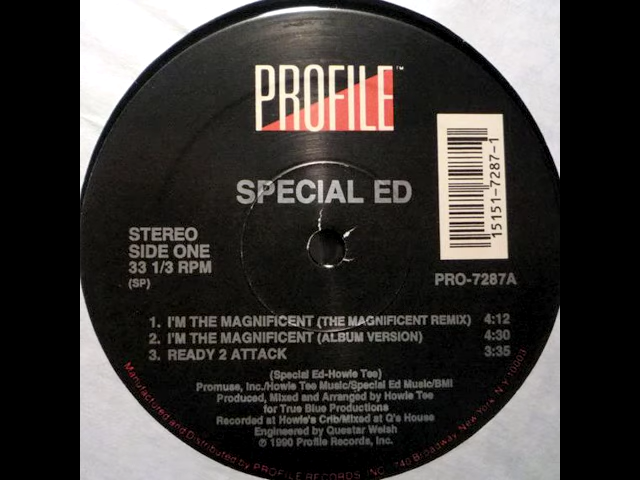 PROFILE™
SPECIAL ED
STEREO
SIDE ONE
33 1/3 RPM
(SP)
15151-7287-1
PRO-7287A
1. I'M THE MAGNIFICENT (THE MAGNIFICENT REMIX) 4:12
2. I'M THE MAGNIFICENT (ALBUM VERSION) 4:30
3. READY 2 ATTACK 3:35
(Special Ed-Howie Tee)
Promuse, Inc./Howie Tee Music/Special Ed Music/BMI
Produced, Mixed and Arranged by Howie Tee
for True Blue Productions
Recorded at Howie's Crib/Mixed at Q's House
Engineered by Questar Welsh
℗ 1990 Profile Records, Inc.
Manufactured and Distributed by PROFILE RECORDS, INC. 740 Broadway, New York, N.Y. 10003